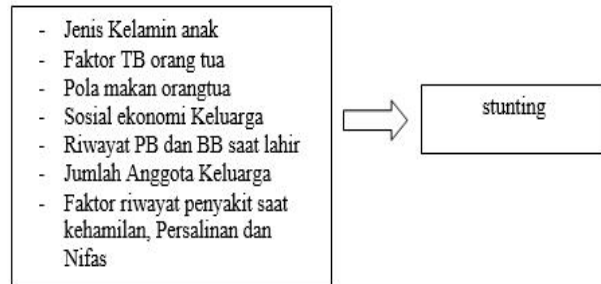 - Jenis Kelamin anak
- Faktor TB orang tua
- Pola makan orangtua
- Sosial ekonomi Keluarga
- Riwayat PB dan BB saat lahir
- Jumlah Anggota Keluarga
- Faktor riwayat penyakit saat
kehamilan, Persalinan dan
Nifas
stunting